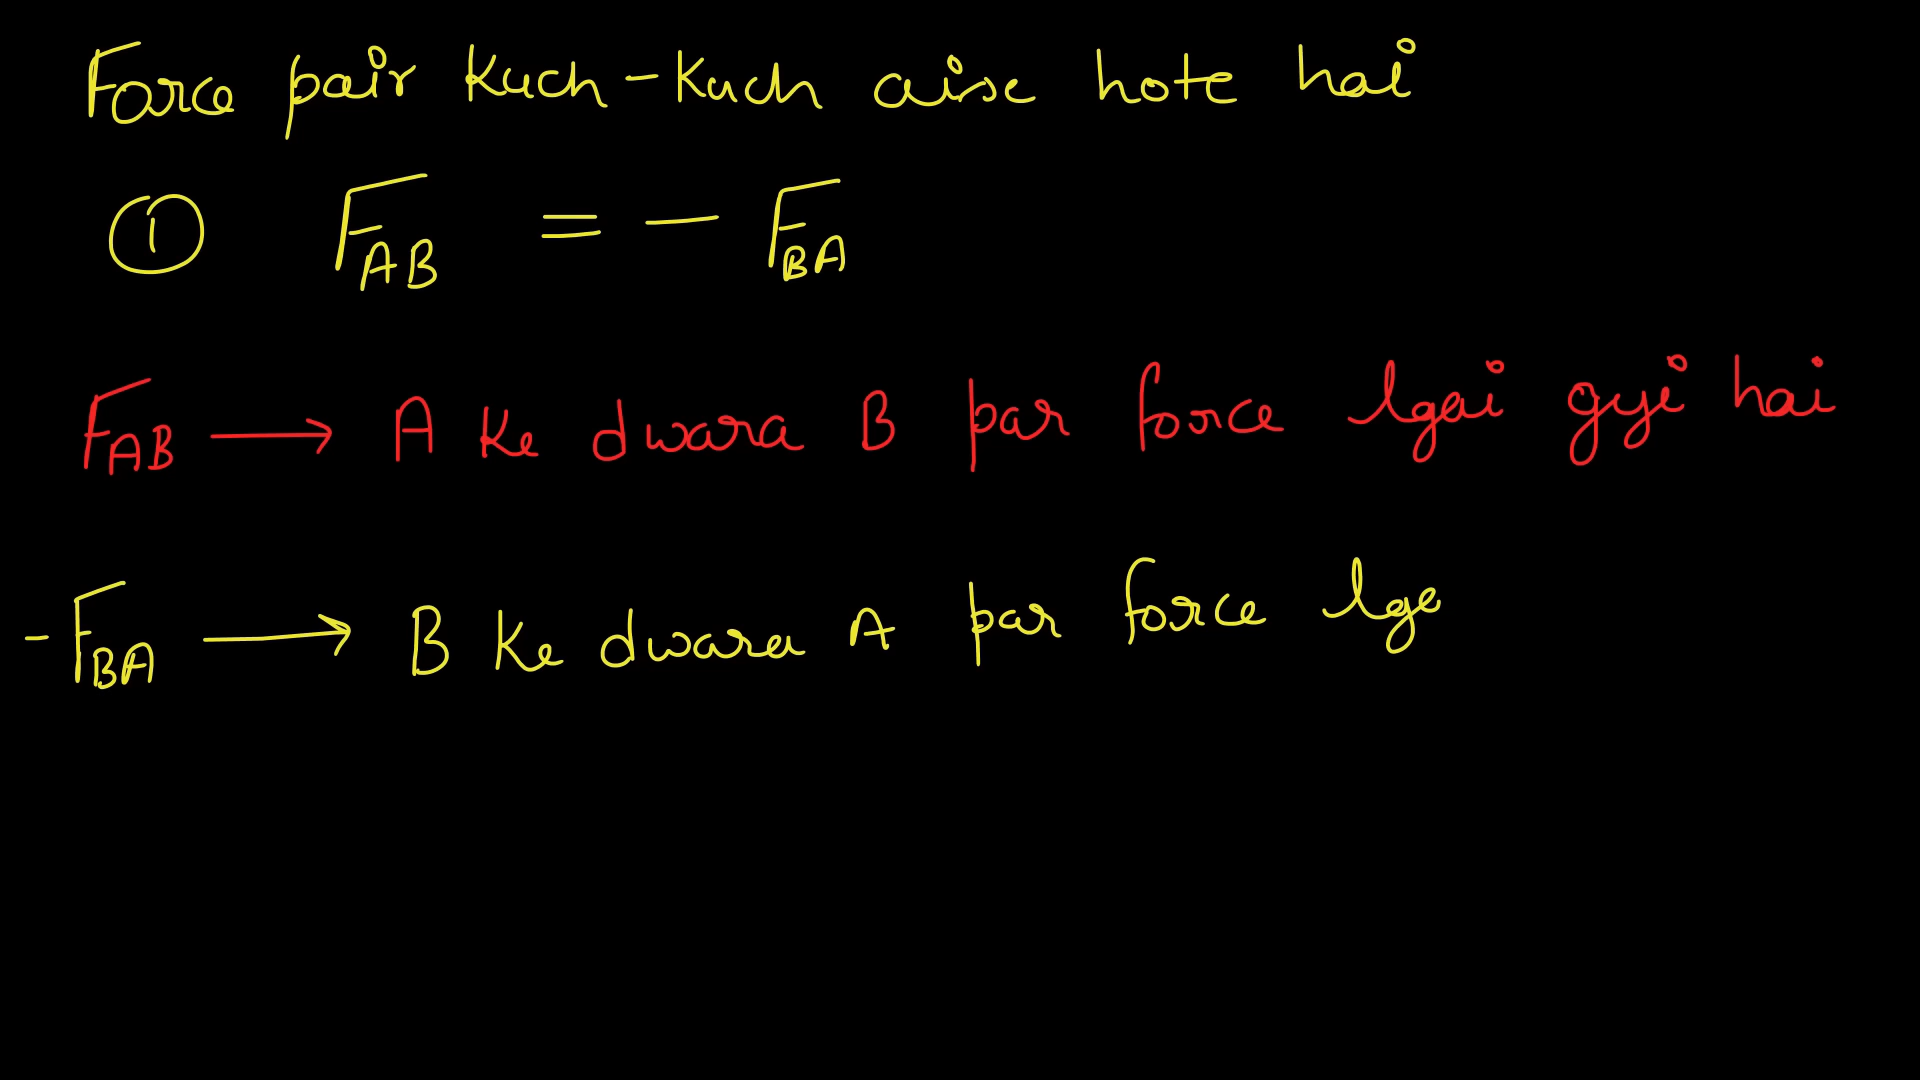 Force pair Kuch-Kuch aise hote hai
① F_AB = - F_BA
F_AB → A Ke dwara B par force lgai gyi hai
- F_BA → B Ke dwara A par force lge